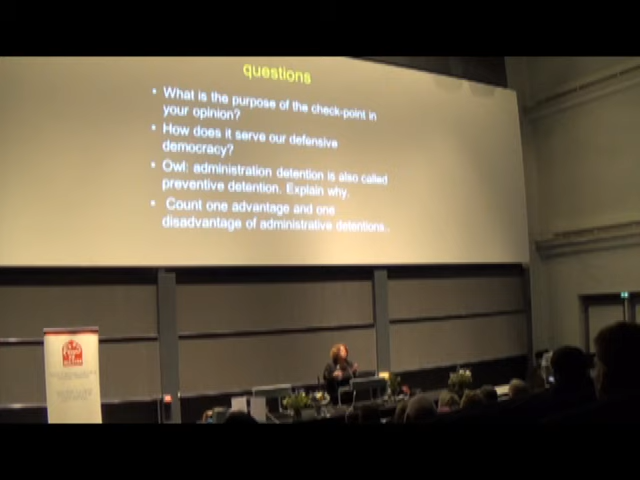 questions
• What is the purpose of the check-point in
your opinion?
• How does it serve our defensive
democracy?
• Owl: administration detention is also called
preventive detention. Explain why.
• Count one advantage and one
disadvantage of administrative detentions.